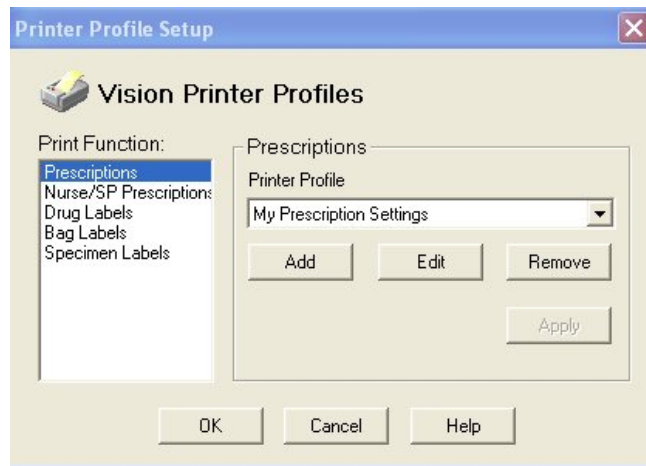 Printer Profile Setup
Vision Printer Profiles
Print Function:
Prescriptions
Nurse/SP Prescriptions
Drug Labels
Bag Labels
Specimen Labels
Prescriptions
Printer Profile
My Prescription Settings
Add Edit Remove
Apply
OK Cancel Help